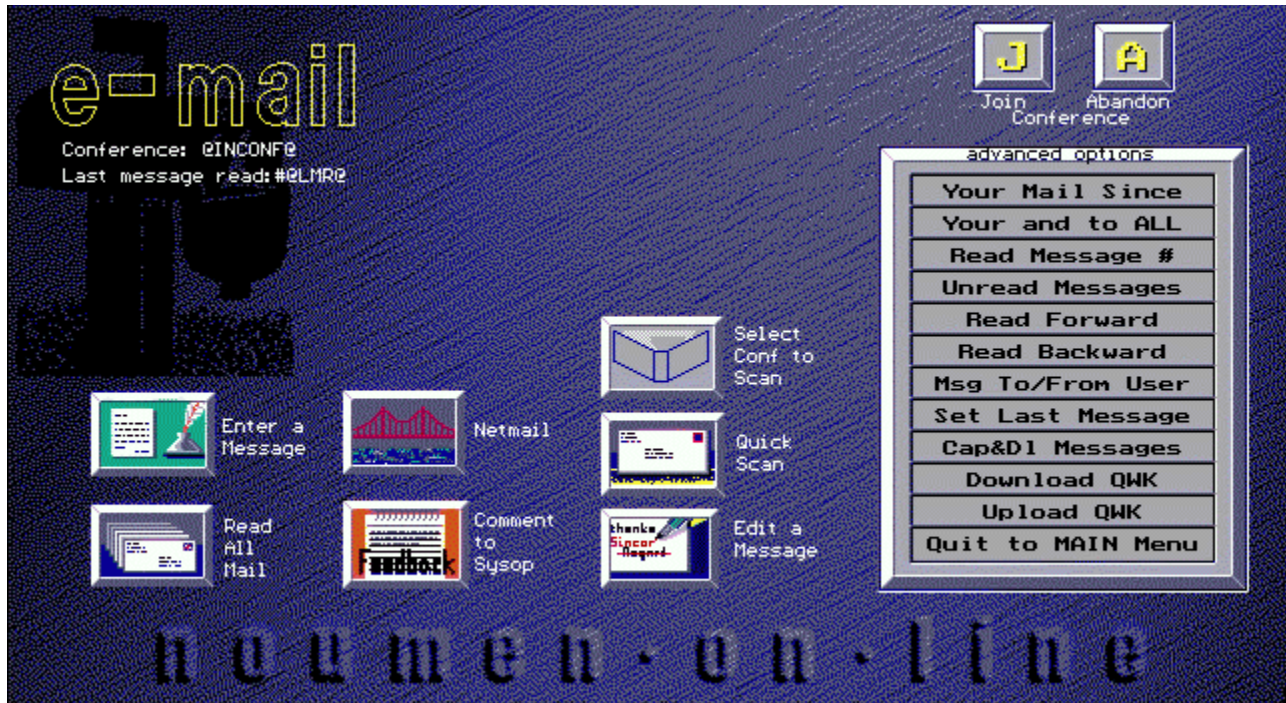 e-mail
Conference: @INCONF@
Last message read:#@LMR@
J
A
Join
Abandon
Conference
advanced options
Your Mail Since
Your and to ALL
Read Message #
Unread Messages
Read Forward
Read Backward
Msg To/From User
Set Last Message
Cap&Dl Messages
Download QWK
Upload QWK
Quit to MAIN Menu
Select
Conf to
Scan
Enter a
Message
Netmail
Quick
Scan
Read
All
Mail
Feedback
Comment
to
Sysop
thanks
Sincer
Edit a
Message
noumen·on·line